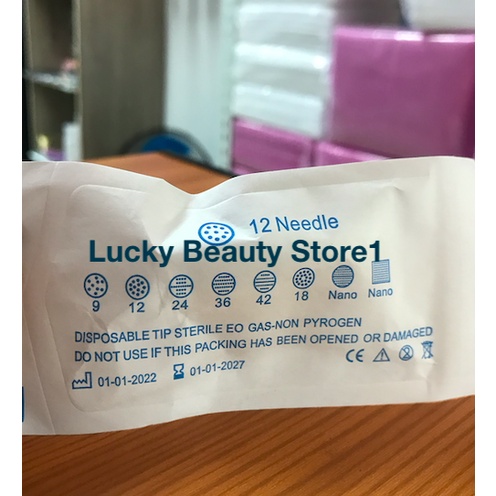 12 Needle
Lucky Beauty Store1
9 12 24 36 42 18 Nano Nano
DISPOSABLE TIP STERILE EO GAS-NON PYROGEN
DO NOT USE IF THIS PACKING HAS BEEN OPENED OR DAMAGED
01-01-2022 01-01-2027 CE